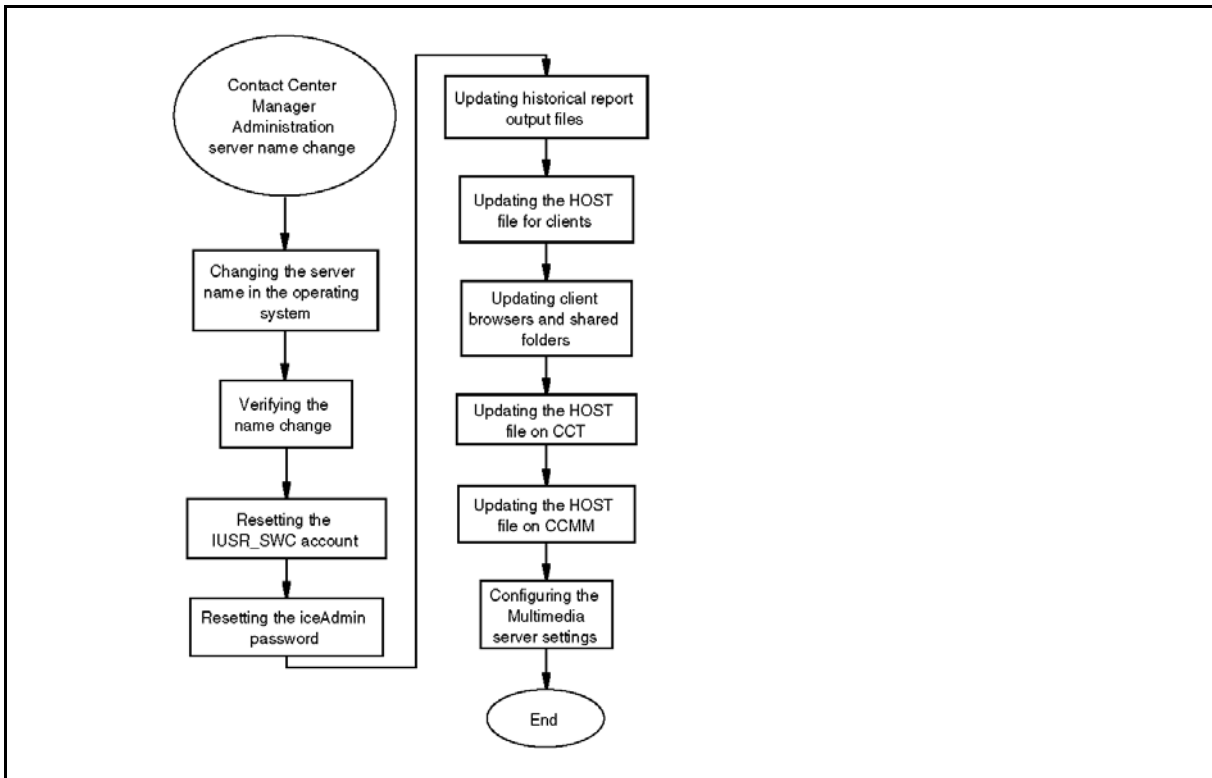 Contact Center
Manager
Administration
server name change
Changing the server
name in the operating
system
Verifying the
name change
Resetting the
IUSR_SWC account
Resetting the iceAdmin
password
Updating historical report
output files
Updating the HOST
file for clients
Updating client
browsers and shared
folders
Updating the HOST
file on CCT
Updating the HOST
file on CCMM
Configuring the
Multimedia
server settings
End